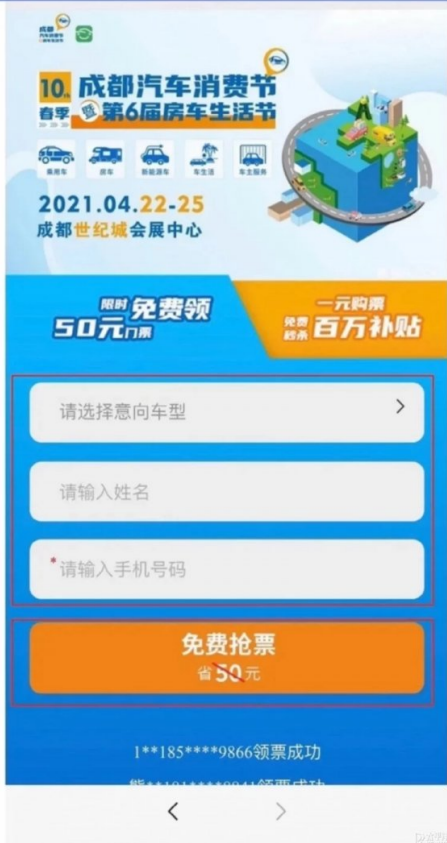 成都
10th 成都汽车消费节
春季 暨 第6届房车生活节
乘用车 房车 新能源车 车生活 车主服务
2021.04.22-25
成都世纪城会展中心
限时免费领
50元门票
一元购票
免费秒杀 百万补贴
请选择意向车型
请输入姓名
*请输入手机号码
免费抢票
省50元
1**185****9866领票成功